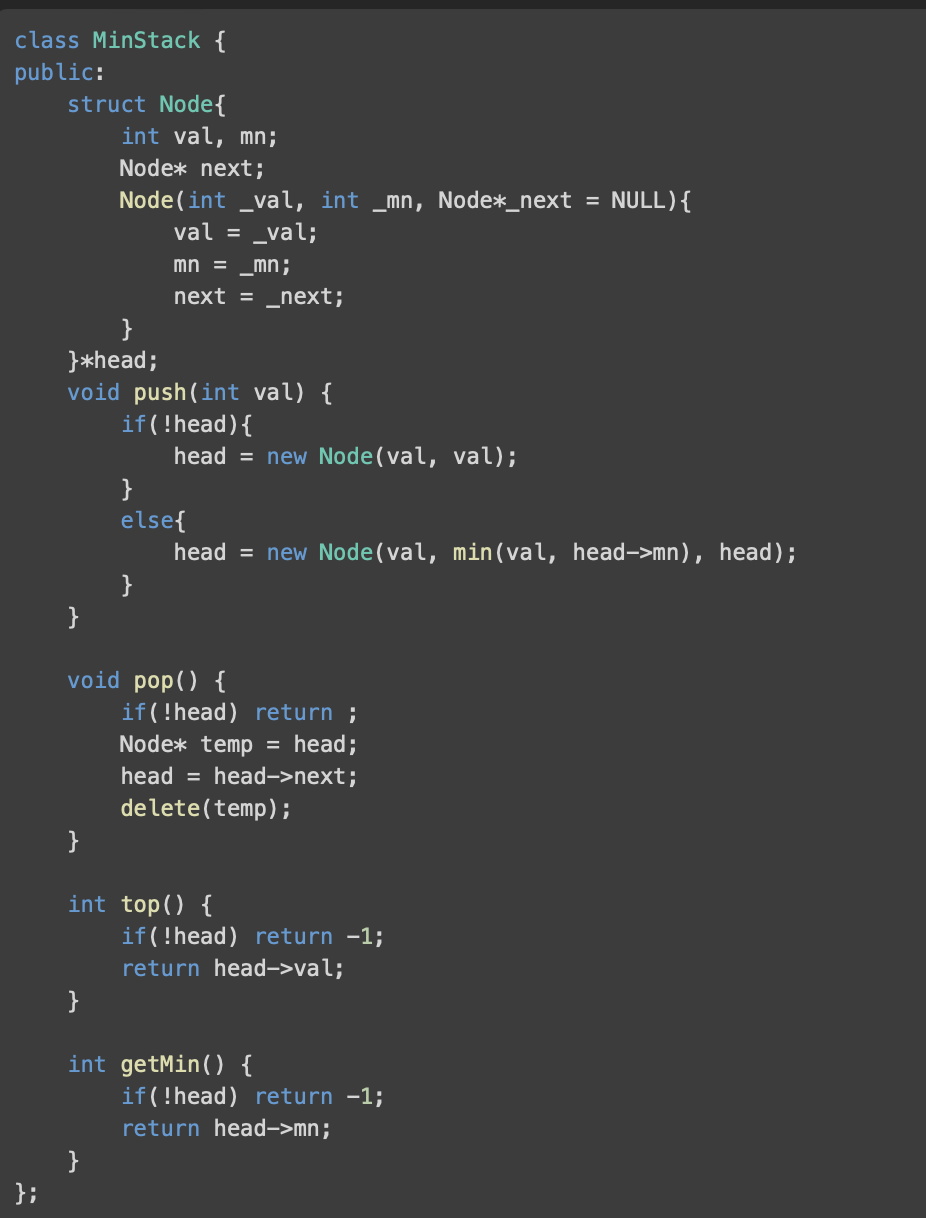 class MinStack {
public:
    struct Node{
        int val, mn;
        Node* next;
        Node(int _val, int _mn, Node*_next = NULL){
            val = _val;
            mn = _mn;
            next = _next;
        }
    }*head;
    void push(int val) {
        if(!head){
            head = new Node(val, val);
        }
        else{
            head = new Node(val, min(val, head->mn), head);
        }
    }

    void pop() {
        if(!head) return ;
        Node* temp = head;
        head = head->next;
        delete(temp);
    }

    int top() {
        if(!head) return -1;
        return head->val;
    }

    int getMin() {
        if(!head) return -1;
        return head->mn;
    }
};